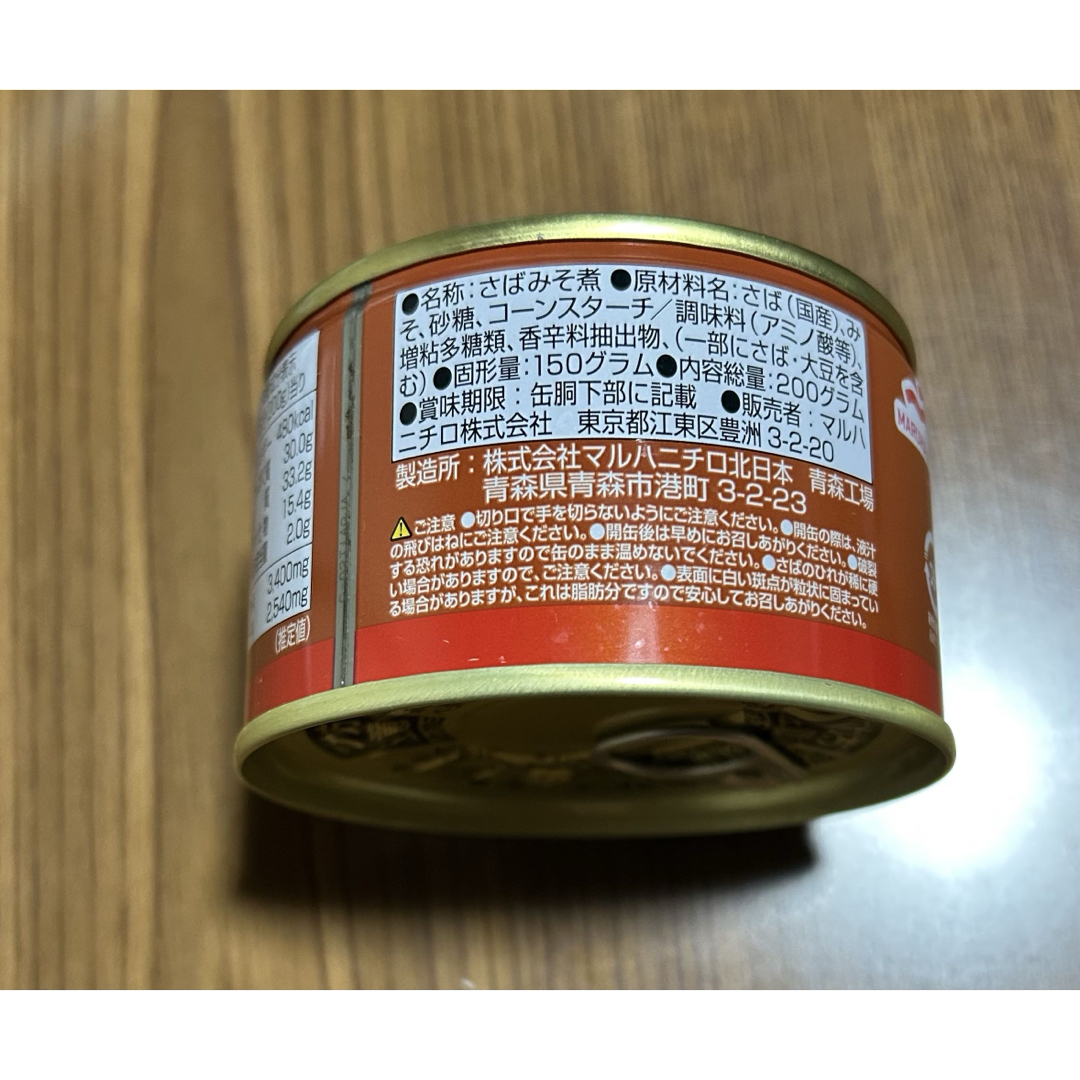 ●名称：さばみそ煮 ●原材料名：さば(国産)、み
そ、砂糖、コーンスターチ／調味料(アミノ酸等)、
増粘多糖類、香辛料抽出物、(一部にさば・大豆を含
む) ●固形量：150グラム●内容総量：200グラム
●賞味期限：缶胴下部に記載 ●販売者：マルハ
ニチロ株式会社 東京都江東区豊洲3-2-20
製造所：株式会社マルハニチロ北日本 青森工場
青森県青森市港町 3-2-23
ご注意 ●切り口で手を切らないようにご注意ください。●開缶の際は、液汁
の飛びはねにご注意ください。●開缶後は早めにお召しあがりください。●破裂
する恐れがありますので缶のまま温めないでください。●さばのひれが稀に硬
い場合がありますので、ご注意ください。●表面に白い斑点が粒状に固まってい
る場合がありますが、これは脂肪分ですので安心してお召しあがりください。
480kcal
30.0g
33.2g
15.4g
2.0g
3,400mg
2,540mg
(推定値)